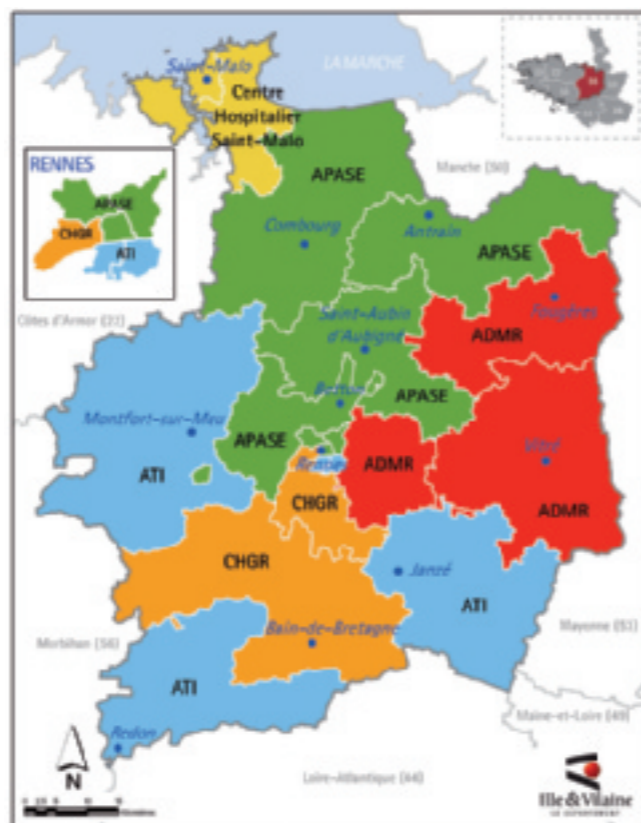 Saint-Malo
LA MANCHE
Centre
Hospitalier
Saint-Malo
RENNES
APASE
CHGR
ATI
APASE
Manche (50)
Combourg
Antrain
APASE
Côtes d'Armor (22)
Fougères
ADMR
Saint-Aubin
d'Aubigné
Betton
APASE
Montfort-sur-Meu
APASE
Vitré
Rennes
ADMR
ATI
CHGR
ADMR
CHGR
Janzé
ATI
Bain-de-Bretagne
Morbihan (56)
ATI
Maine-et-Loire (49)
Redon
N
Loire-Atlantique (44)
Ille & Vilaine
LE DÉPARTEMENT